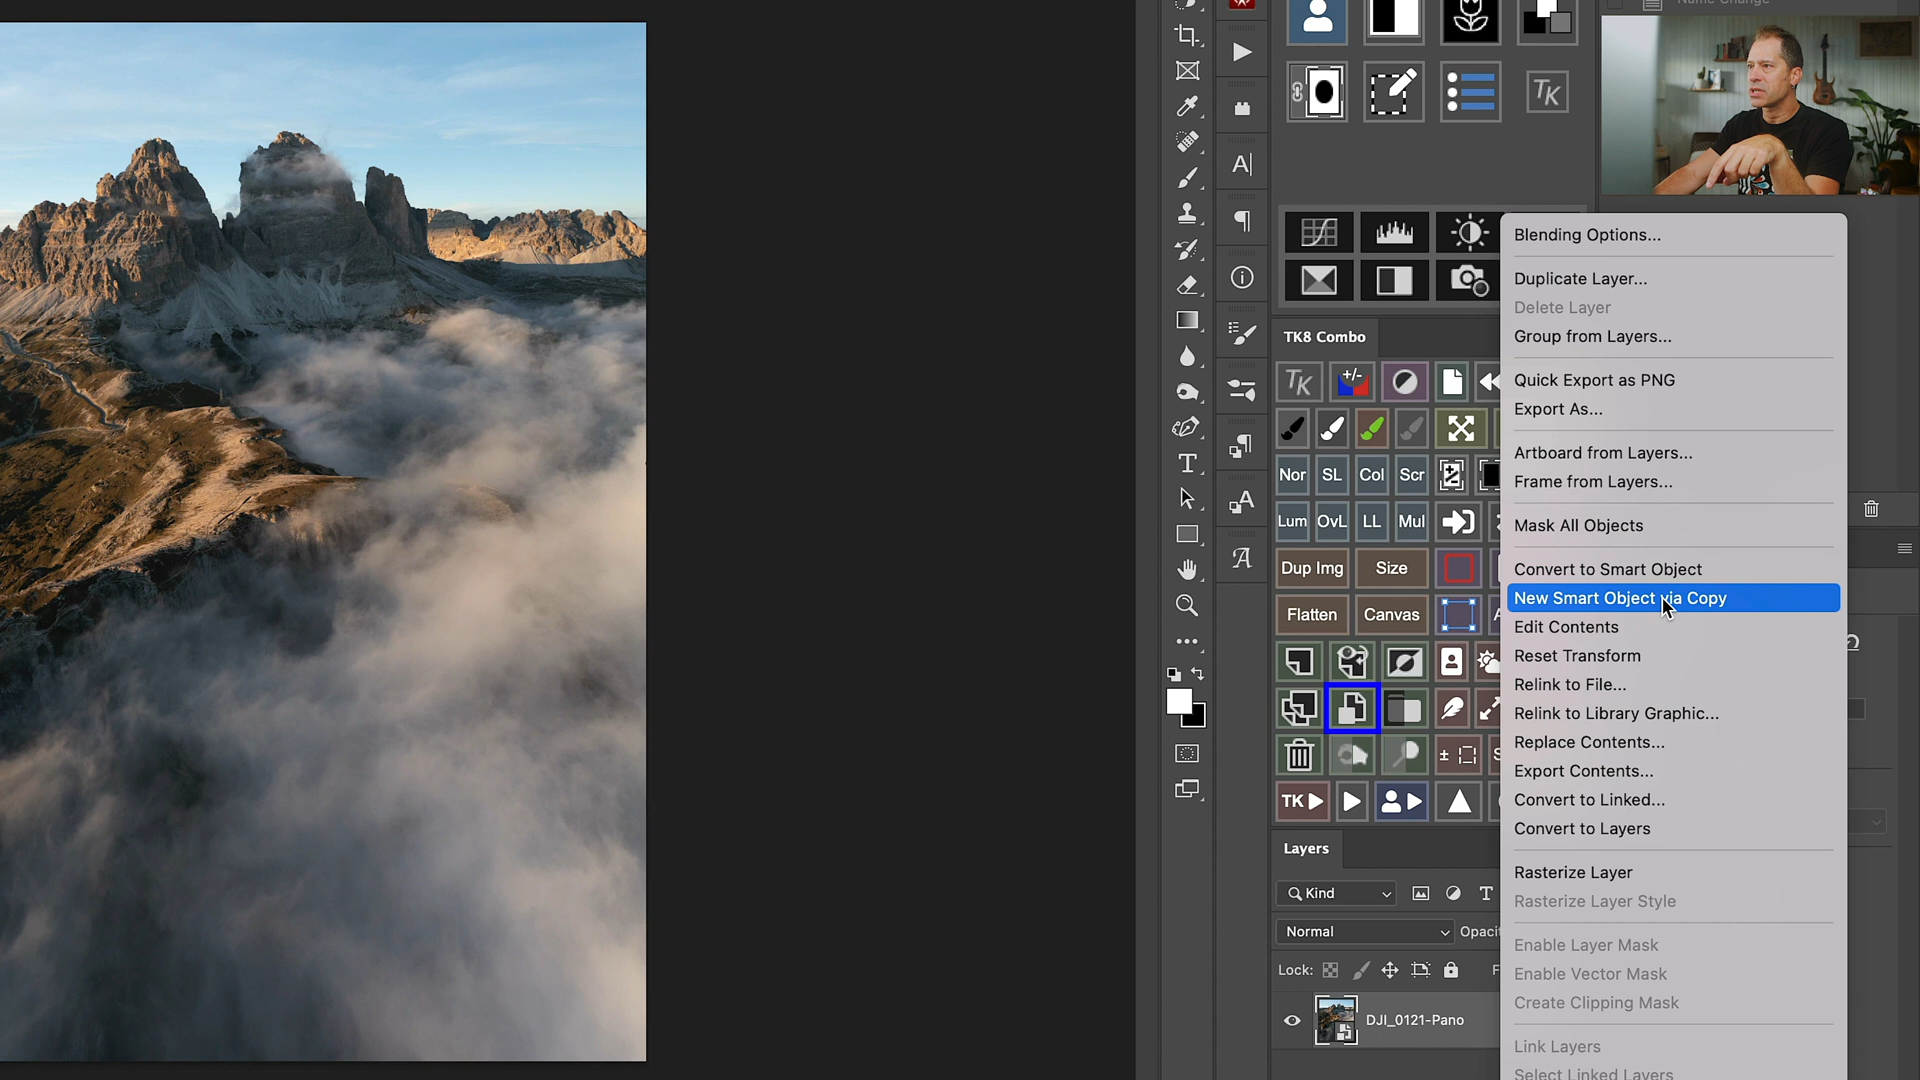 Name Change
TK
Blending Options...
Duplicate Layer...
Delete Layer
Group from Layers...
Quick Export as PNG
Export As...
Artboard from Layers...
Frame from Layers...
Mask All Objects
Convert to Smart Object
New Smart Object via Copy
Edit Contents
Reset Transform
Relink to File...
Relink to Library Graphic...
Replace Contents...
Export Contents...
Convert to Linked...
Convert to Layers
Rasterize Layer
Rasterize Layer Style
Enable Layer Mask
Enable Vector Mask
Create Clipping Mask
Link Layers
Select Linked Layers
TK8 Combo
TK +/-
Nor SL Col Scr
Lum OvL LL Mul
Dup Img Size
Flatten Canvas
TK
Layers
Kind
Normal Opacit
Lock: F
DJI_0121-Pano